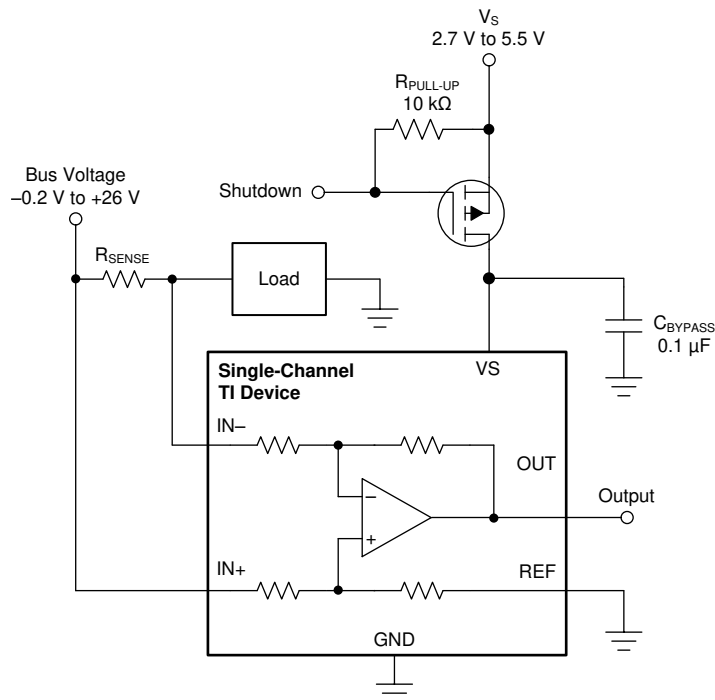 V_S
2.7 V to 5.5 V
R_PULL-UP
10 kΩ
Bus Voltage
–0.2 V to +26 V
Shutdown
R_SENSE
Load
C_BYPASS
0.1 µF
Single-Channel
TI Device
VS
IN–
OUT
–
Output
+
IN+
REF
GND